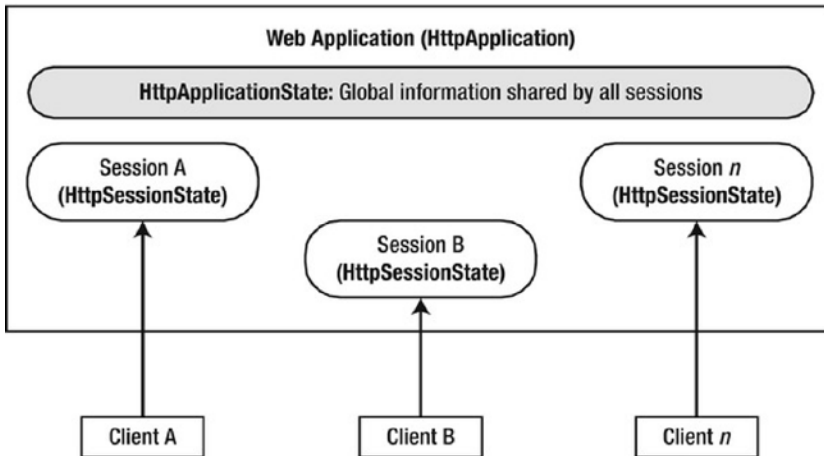 Web Application (HttpApplication)
HttpApplicationState: Global information shared by all sessions
Session A
(HttpSessionState)
Session B
(HttpSessionState)
Session n
(HttpSessionState)
Client A
Client B
Client n